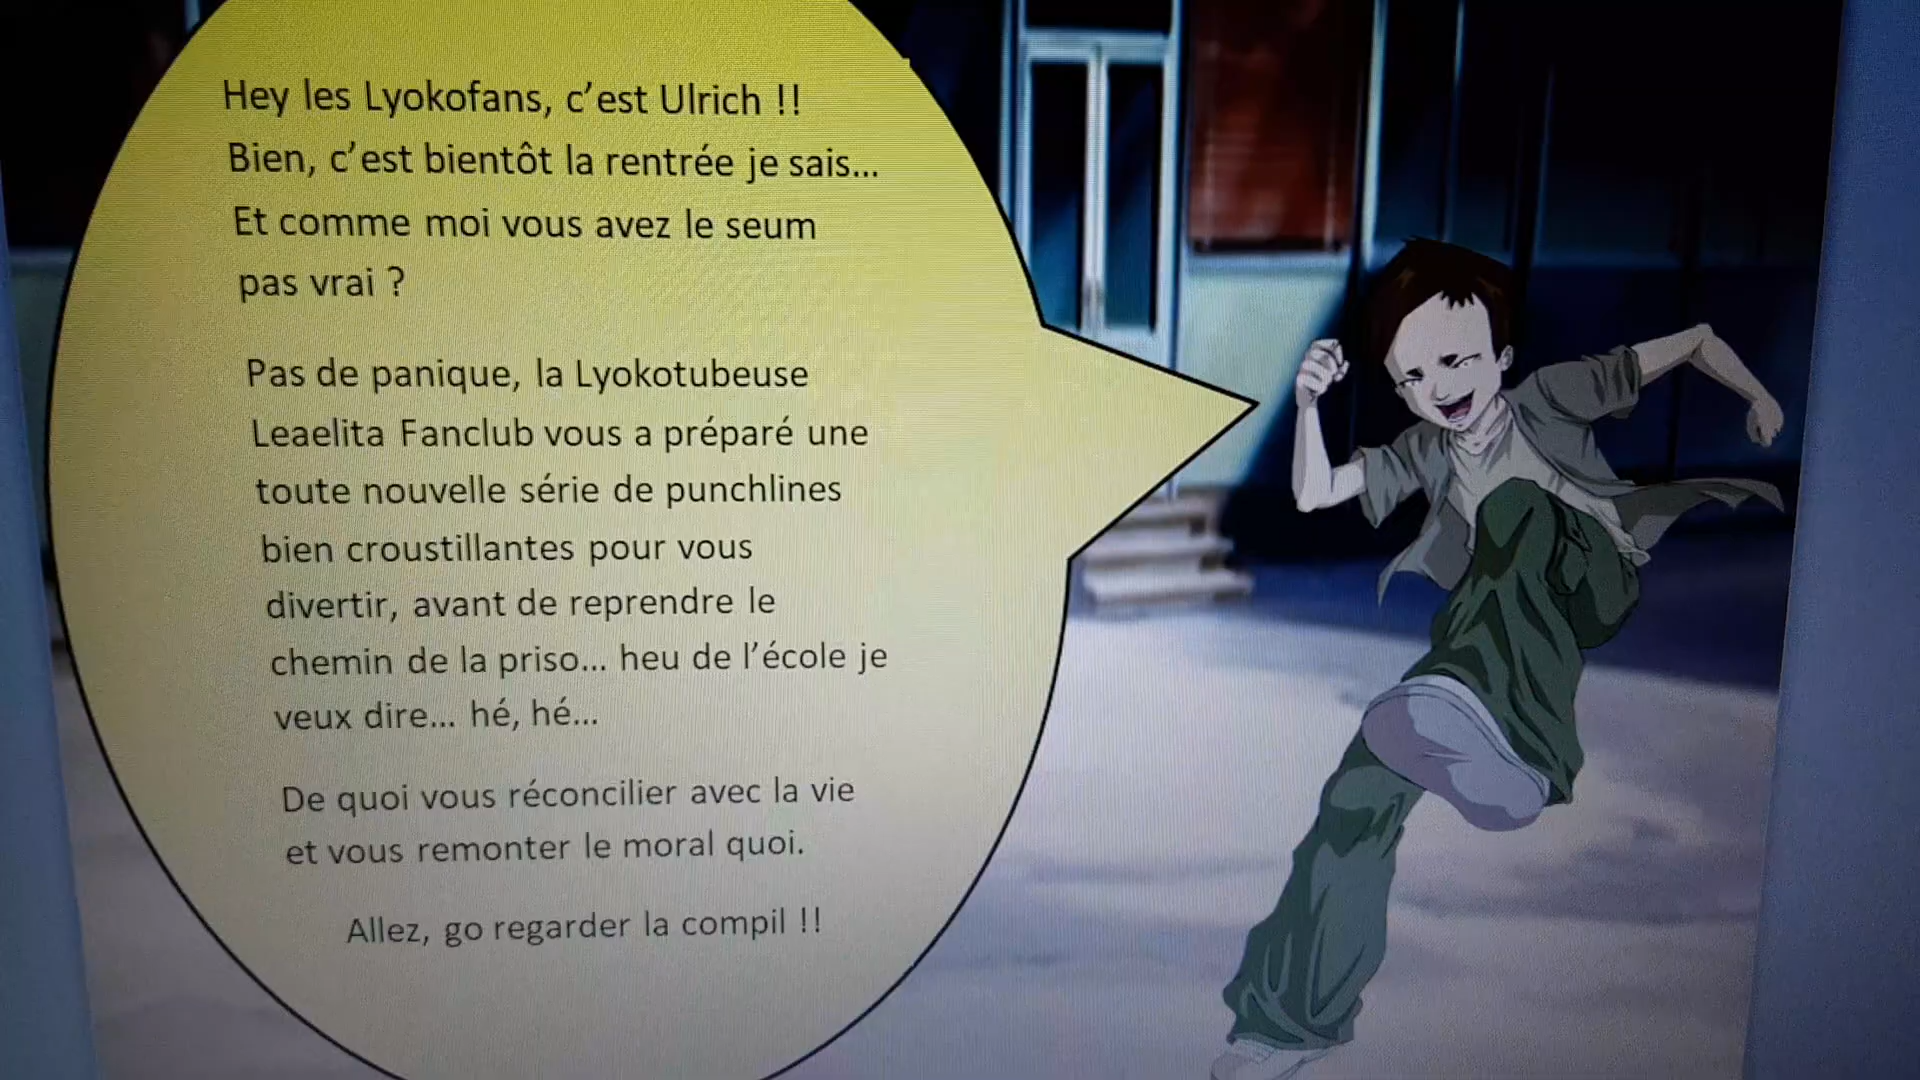 Hey les Lyokofans, c'est Ulrich !!
Bien, c'est bientôt la rentrée je sais...
Et comme moi vous avez le seum
pas vrai ?
Pas de panique, la Lyokotubeuse
Leaelita Fanclub vous a préparé une
toute nouvelle série de punchlines
bien croustillantes pour vous
divertir, avant de reprendre le
chemin de la priso... heu de l'école je
veux dire... hé, hé...
De quoi vous réconcilier avec la vie
et vous remonter le moral quoi.
Allez, go regarder la compil !!